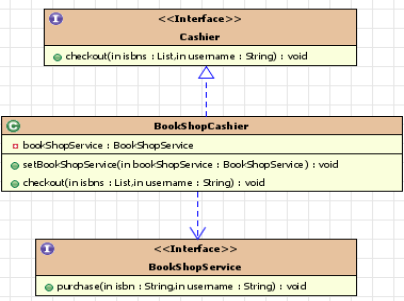 <<Interface>>
Cashier
checkout(in isbns : List,in username : String) : void
BookShopCashier
bookShopService : BookShopService
setBookShopService(in bookShopService : BookShopService) : void
checkout(in isbns : List,in username : String) : void
<<Interface>>
BookShopService
purchase(in isbn : String,in username : String) : void